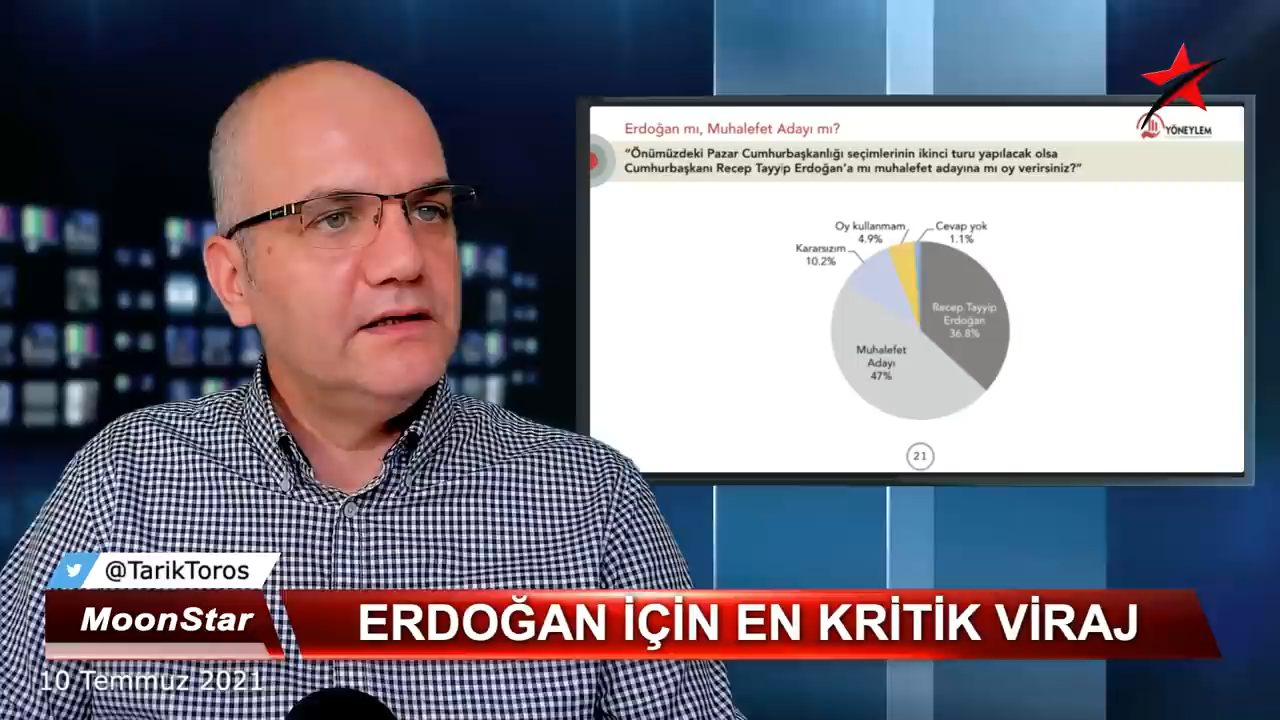 Erdoğan mı, Muhalefet Adayı mı?
YÖNEYLEM
“Önümüzdeki Pazar Cumhurbaşkanlığı seçimlerinin ikinci turu yapılacak olsa
Cumhurbaşkanı Recep Tayyip Erdoğan’a mı muhalefet adayına mı oy verirsiniz?”
Oy kullanmam
4.9%
Cevap yok
1.1%
Kararsızım
10.2%
Recep Tayyip
Erdoğan
36.8%
Muhalefet
Adayı
47%
21
@TarikToros
MoonStar
ERDOĞAN İÇİN EN KRİTİK VİRAJ
10 Temmuz 2021